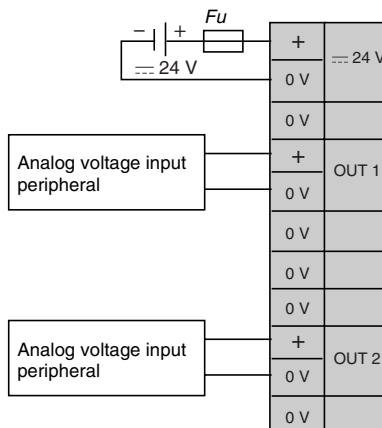 Fu
− +
⎓ 24 V
+
0 V
⎓ 24 V
0 V
Analog voltage input
peripheral
+
0 V
OUT 1
0 V
0 V
0 V
Analog voltage input
peripheral
+
0 V
OUT 2
0 V